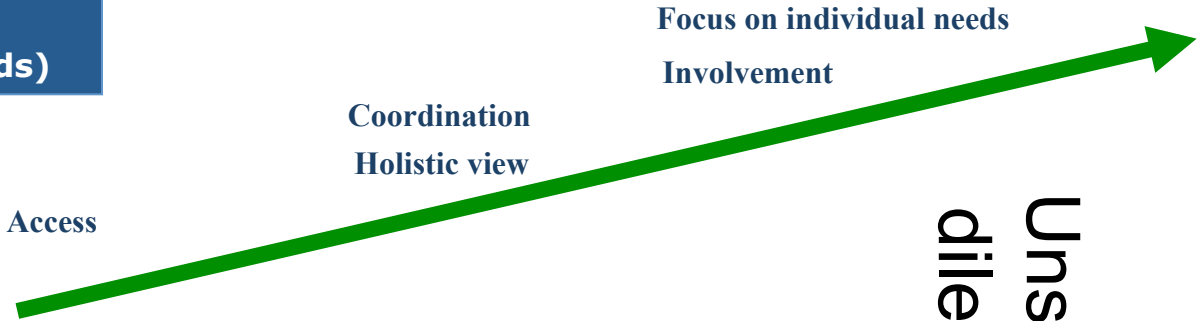 ds)
Focus on individual needs
Involvement
Coordination
Holistic view
Access
Uns
dile